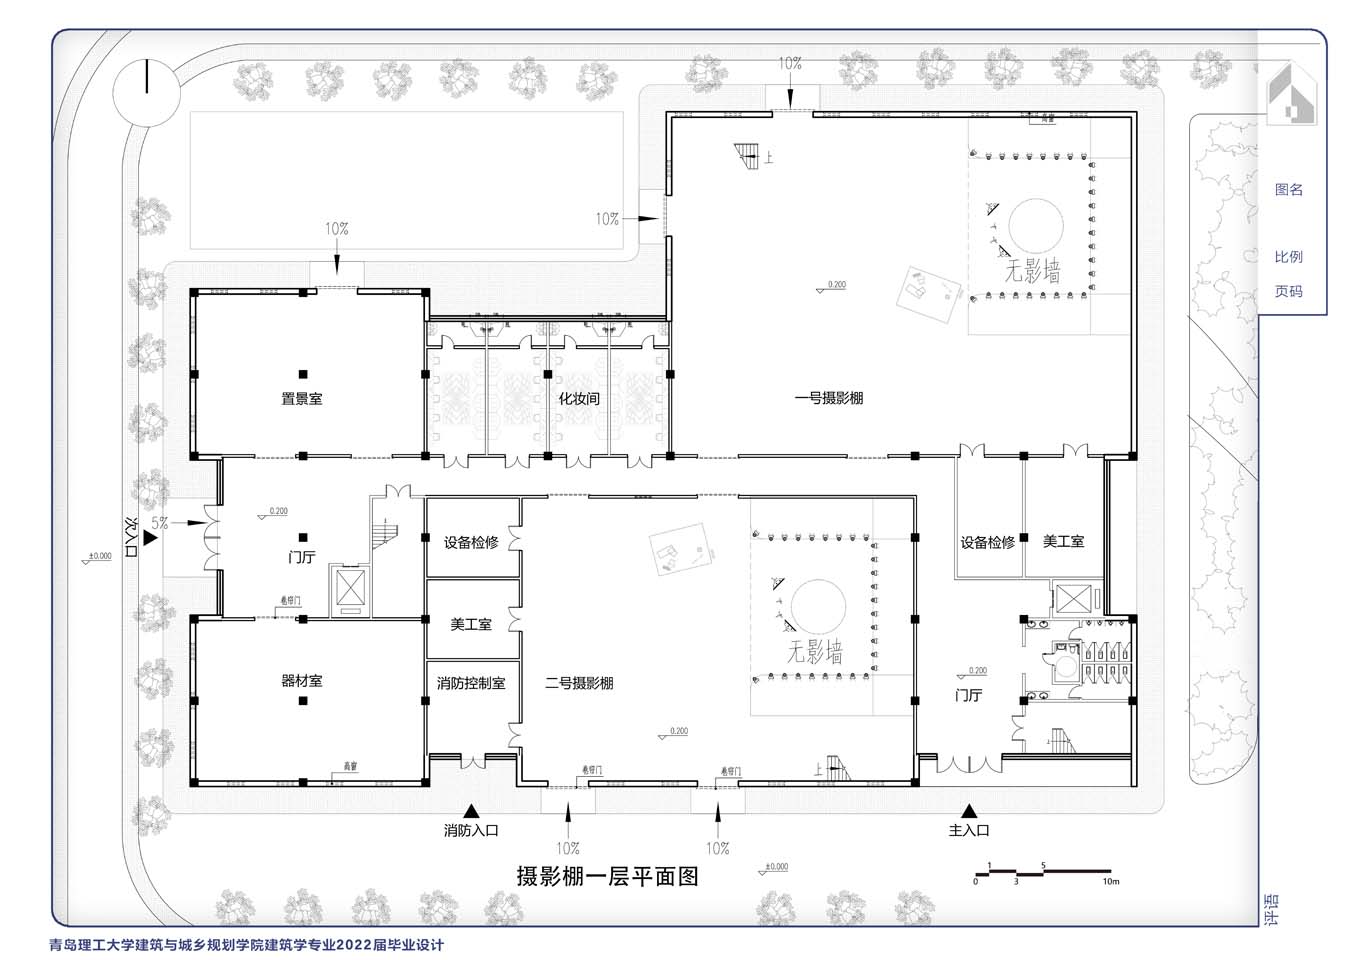 10%
高窗
图名
上
10%
无影墙
比例
10%
0.200
页码
置景室
化妆间
一号摄影棚
0.200
次入口
5%
±0.000
门厅
设备检修
设备检修
美工室
卷帘门
美工室
无影墙
器材室
消防控制室
二号摄影棚
0.200
门厅
0.200
高窗
卷帘门
卷帘门
上
消防入口
主入口
10%
10%
摄影棚一层平面图
±0.000
0 1 3 5 10m
评语
青岛理工大学建筑与城乡规划学院建筑学专业2022届毕业设计